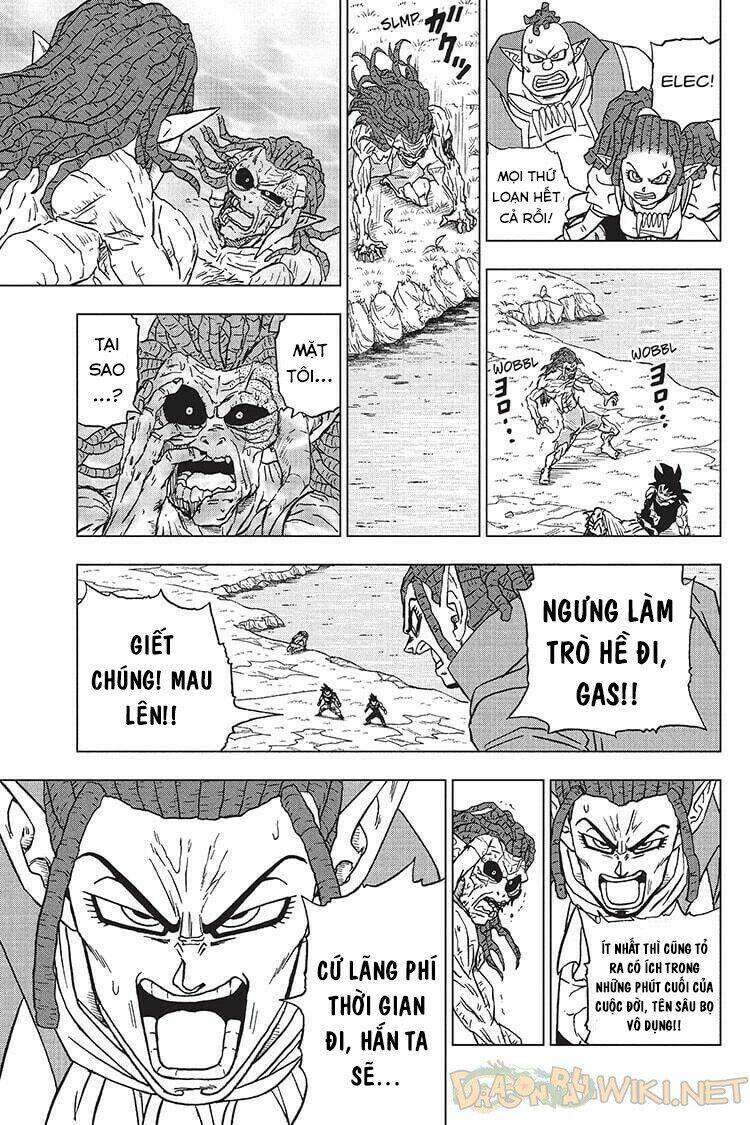 ELEC!
MỌI THỨ
LOẠN HẾT
CẢ RỒI!
SLMP
ガクッ
WOBBL
WOBBL
ヨロ...
ヨロ...
MẶT
TÔI...
TẠI
SAO
...?
NGƯNG LÀM
TRÒ HỀ ĐI,
GAS!!
GIẾT
CHÚNG! MAU
LÊN!!
ÍT NHẤT THÌ CŨNG TỎ
RA CÓ ÍCH TRONG
NHỮNG PHÚT CUỐI CỦA
CUỘC ĐỜI, TÊN SÂU BỌ
VÔ DỤNG!!
CỨ LÃNG PHÍ
THỜI GIAN
ĐI, HẮN TA
SẼ...
DRAGONBALLWIKI.NET